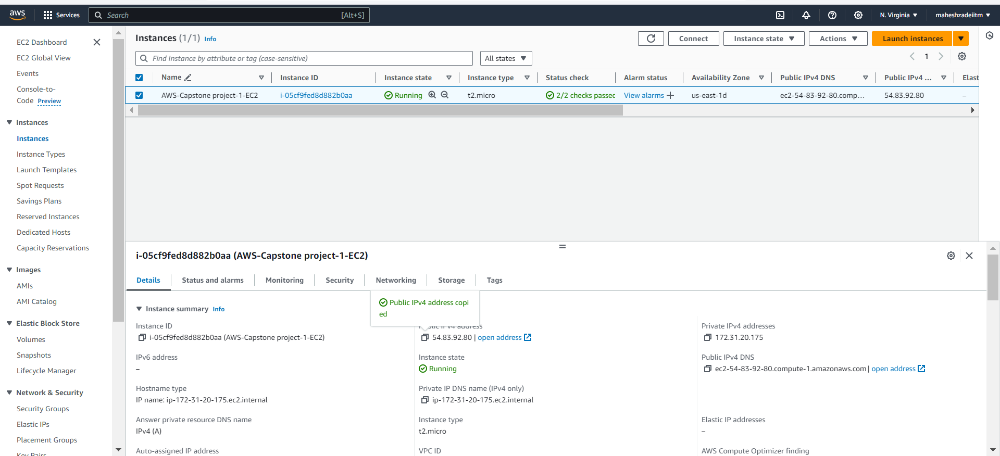 aws
Services
Search
[Alt+S]
N. Virginia
maheshzadeiitm
EC2 Dashboard
EC2 Global View
Events
Console-to-
Code Preview
Instances
Instances
Instance Types
Launch Templates
Spot Requests
Savings Plans
Reserved Instances
Dedicated Hosts
Capacity Reservations
Images
AMIs
AMI Catalog
Elastic Block Store
Volumes
Snapshots
Lifecycle Manager
Network & Security
Security Groups
Elastic IPs
Placement Groups
Key Pairs
Instances (1/1) Info
Connect
Instance state
Actions
Launch instances
Find Instance by attribute or tag (case-sensitive)
All states
1
Name
Instance ID
Instance state
Instance type
Status check
Alarm status
Availability Zone
Public IPv4 DNS
Public IPv4 ...
Elast
AWS-Capstone project-1-EC2
i-05cf9fed8d882b0aa
Running
t2.micro
2/2 checks passec
View alarms
us-east-1d
ec2-54-83-92-80.comp...
54.83.92.80
–
i-05cf9fed8d882b0aa (AWS-Capstone project-1-EC2)
Details
Status and alarms
Monitoring
Security
Networking
Storage
Tags
Public IPv4 address copi
ed
Instance summary Info
Instance ID
i-05cf9fed8d882b0aa (AWS-Capstone project-1-EC2)
Public IPv4 address
54.83.92.80 | open address
Private IPv4 addresses
172.31.20.175
IPv6 address
–
Instance state
Running
Public IPv4 DNS
ec2-54-83-92-80.compute-1.amazonaws.com | open address
Hostname type
IP name: ip-172-31-20-175.ec2.internal
Private IP DNS name (IPv4 only)
ip-172-31-20-175.ec2.internal
Answer private resource DNS name
IPv4 (A)
Instance type
t2.micro
Elastic IP addresses
–
Auto-assigned IP address
VPC ID
AWS Compute Optimizer finding